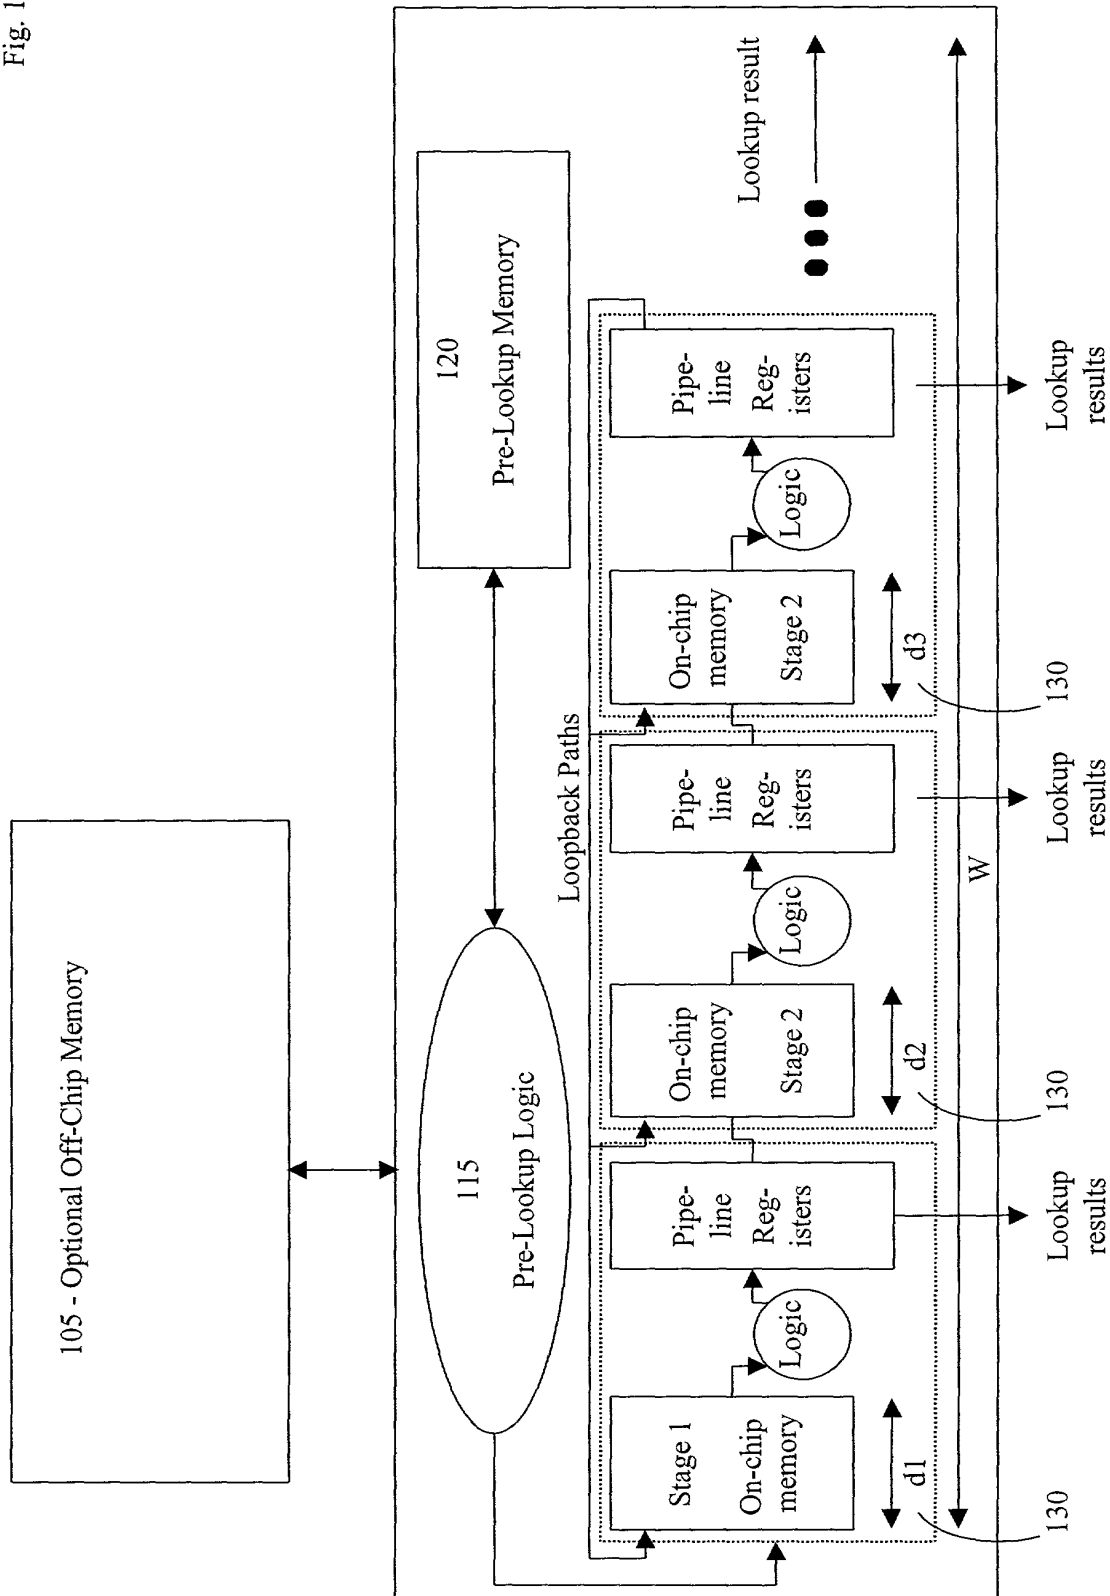 Fig. 1
105 - Optional Off-Chip Memory
115
Pre-Lookup Logic
120
Pre-Lookup Memory
Loopback Paths
Stage 1
On-chip
memory
Logic
Pipe-
line
Reg-
isters
On-chip
memory
Stage 2
Logic
Pipe-
line
Reg-
isters
On-chip
memory
Stage 2
Logic
Pipe-
line
Reg-
isters
Lookup result
d1
d2
d3
W
130
Lookup
results
130
Lookup
results
130
Lookup
results